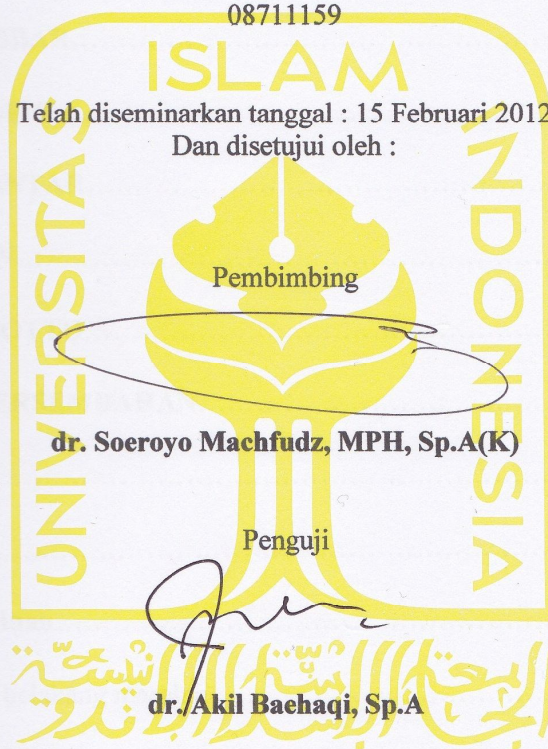 08711159
ISLAM
UNIVERSITAS
INDONESIA
Telah diseminarkan tanggal : 15 Februari 2012
Dan disetujui oleh :
Pembimbing
dr. Soeroyo Machfudz, MPH, Sp.A(K)
Penguji
dr. Akil Baehaqi, Sp.A